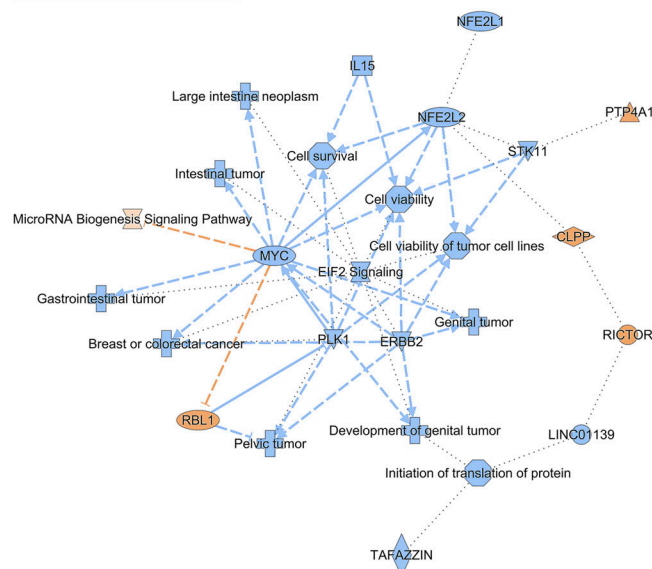 NFE2L1
IL15
Large intestine neoplasm
NFE2L2
PTP4A1
STK11
Cell survival
Intestinal tumor
Cell viability
MicroRNA Biogenesis Signaling Pathway
CLPP
Cell viability of tumor cell lines
MYC
EIF2 Signaling
Gastrointestinal tumor
Genital tumor
RICTOR
Breast or colorectal cancer
PLK1
ERBB2
RBL1
Development of genital tumor
LINC01139
Pelvic tumor
Initiation of translation of protein
TAFAZZIN